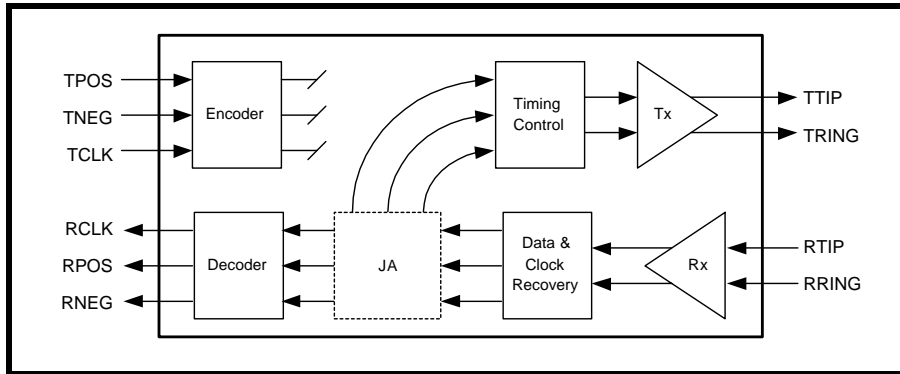 TPOS
TNEG
TCLK
Encoder
Timing
Control
Tx
TTIP
TRING
RCLK
RPOS
RNEG
Decoder
JA
Data &
Clock
Recovery
Rx
RTIP
RRING